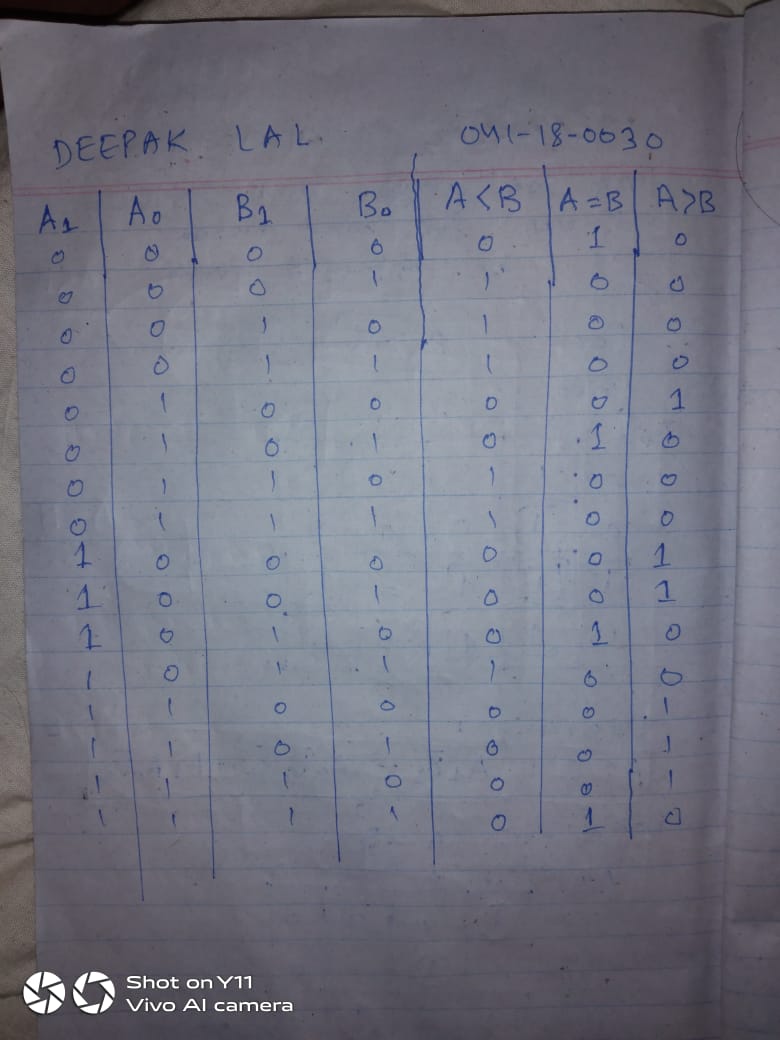 DEEPAK LAL 041-18-0030
A1 A0 B1 B0 A<B A=B A>B
0 0 0 0 0 1 0
0 0 0 1 1 0 0
0 0 1 0 1 0 0
0 0 1 1 1 0 0
0 1 0 0 0 0 1
0 1 0 1 0 1 0
0 1 1 0 1 0 0
0 1 1 1 1 0 0
1 0 0 0 0 0 1
1 0 0 1 0 0 1
1 0 1 0 0 1 0
1 0 1 1 1 0 0
1 1 0 0 0 0 1
1 1 0 1 0 0 1
1 1 1 0 0 0 1
1 1 1 1 0 1 0
Shot on Y11
Vivo AI camera